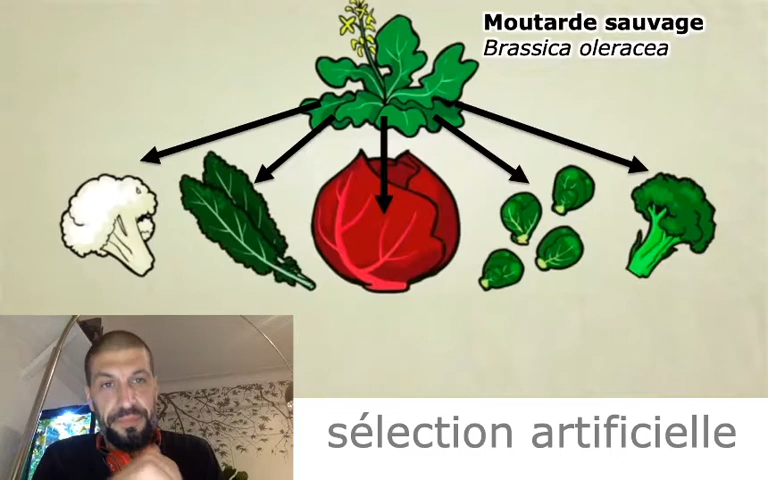 Moutarde sauvage
Brassica oleracea
sélection artificielle